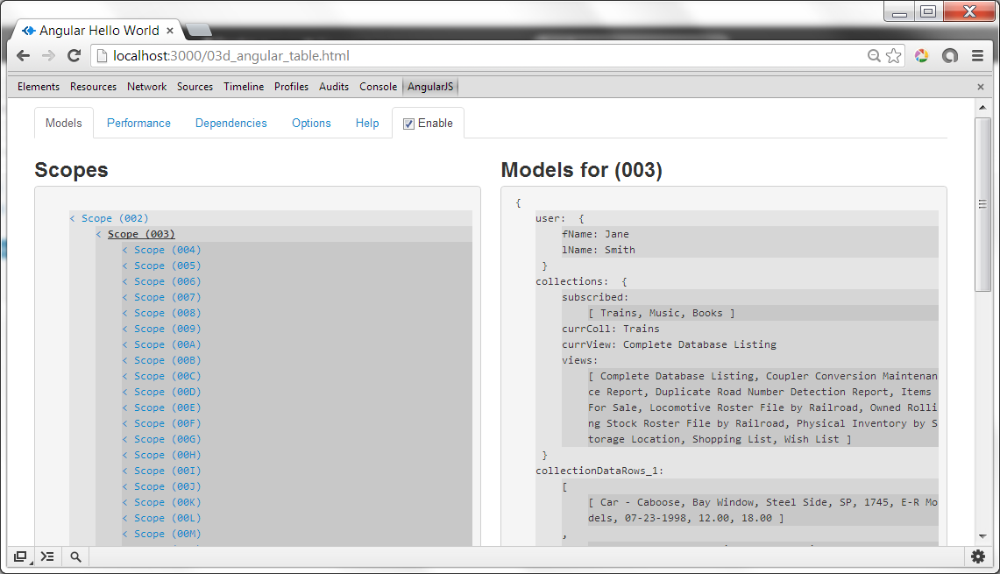 Angular Hello World
localhost:3000/03d_angular_table.html
Elements Resources Network Sources Timeline Profiles Audits Console AngularJS
Models Performance Dependencies Options Help Enable
Scopes
< Scope (002)
< Scope (003)
< Scope (004)
< Scope (005)
< Scope (006)
< Scope (007)
< Scope (008)
< Scope (009)
< Scope (00A)
< Scope (00B)
< Scope (00C)
< Scope (00D)
< Scope (00E)
< Scope (00F)
< Scope (00G)
< Scope (00H)
< Scope (00I)
< Scope (00J)
< Scope (00K)
< Scope (00L)
< Scope (00M)
Models for (003)
{
user: {
fName: Jane
lName: Smith
}
collections: {
subscribed:
[ Trains, Music, Books ]
currColl: Trains
currView: Complete Database Listing
views:
[ Complete Database Listing, Coupler Conversion Maintenan
ce Report, Duplicate Road Number Detection Report, Items
For Sale, Locomotive Roster File by Railroad, Owned Rolli
ng Stock Roster File by Railroad, Physical Inventory by S
torage Location, Shopping List, Wish List ]
}
collectionDataRows_1:
[
[ Car - Caboose, Bay Window, Steel Side, SP, 1745, E-R Mo
dels, 07-23-1998, 12.00, 18.00 ]
,